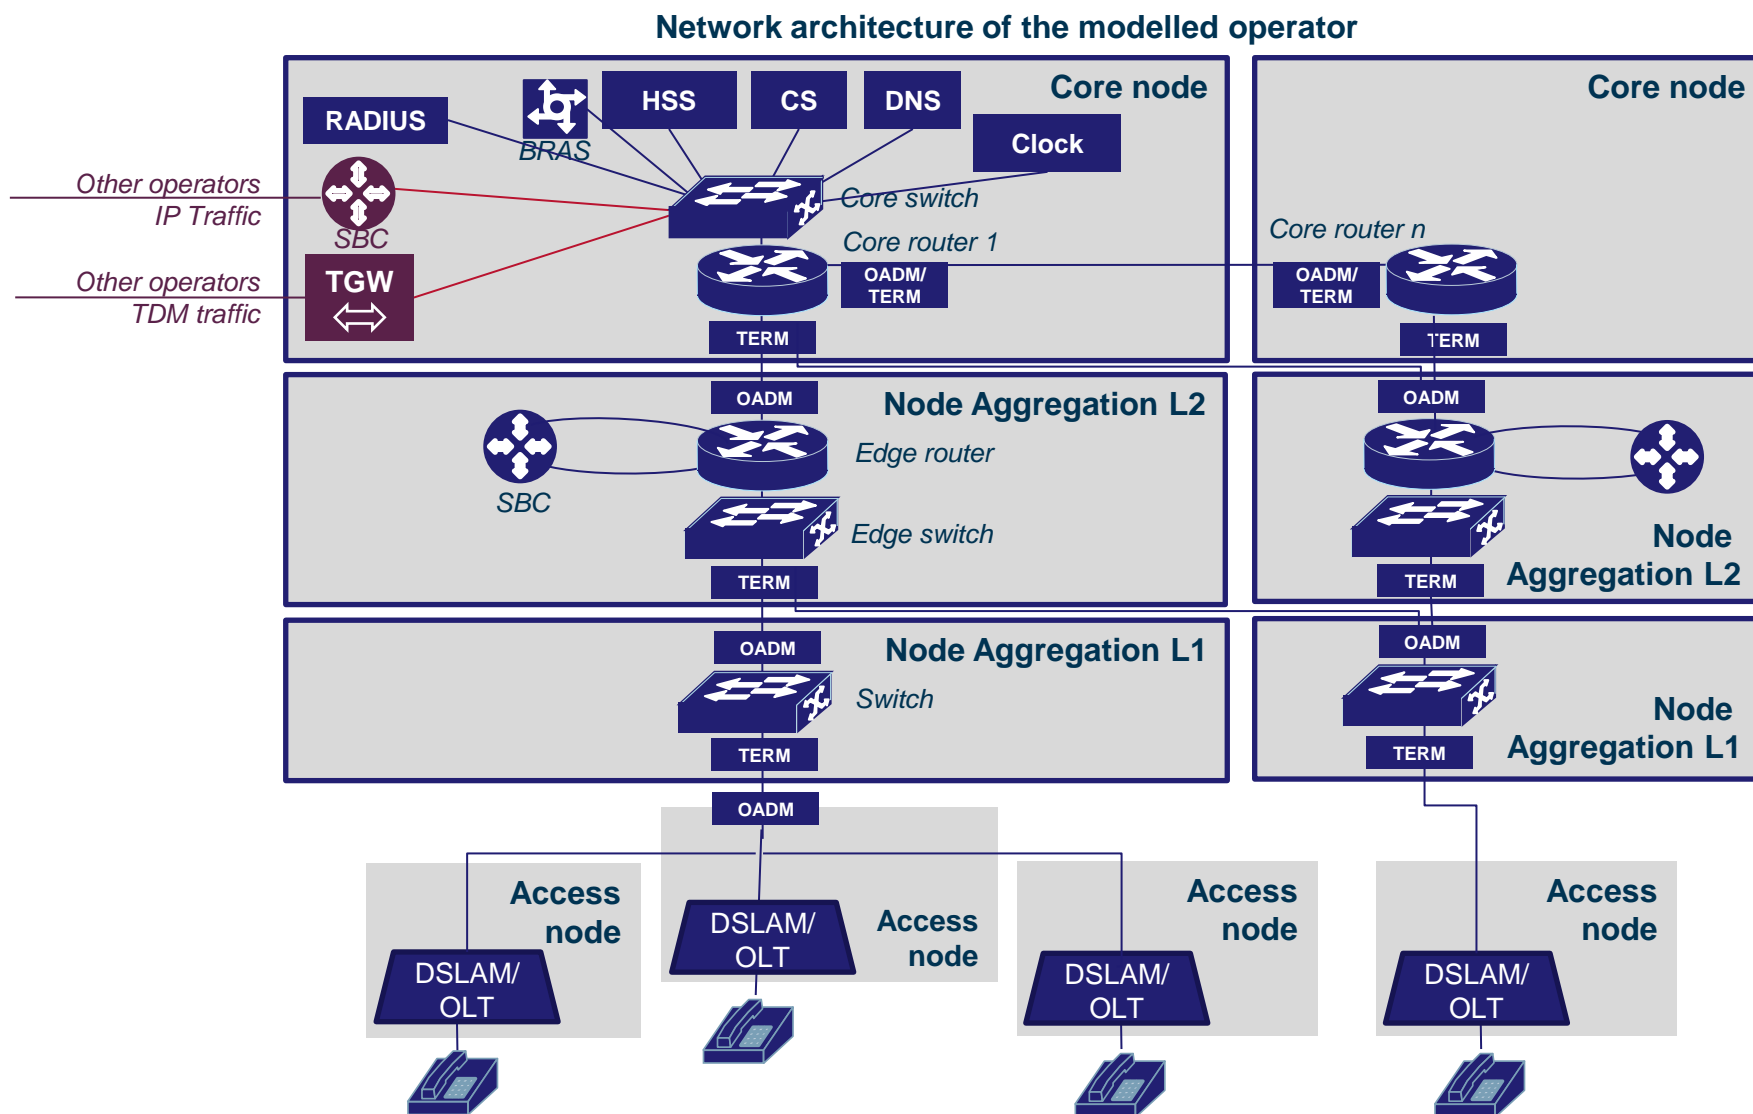 Network architecture of the modelled operator
Core node
RADIUS
BRAS
HSS
CS
DNS
Clock
Core switch
Other operators
IP Traffic
SBC
Core router 1
OADM/
TERM
Other operators
TDM traffic
TGW
TERM
Core node
Core router n
OADM/
TERM
TERM
Node Aggregation L2
OADM
Edge router
SBC
Edge switch
TERM
OADM
Node
Aggregation L2
TERM
Node Aggregation L1
OADM
Switch
TERM
OADM
Node
Aggregation L1
TERM
OADM
Access
node
DSLAM/
OLT
Access
node
DSLAM/
OLT
Access
node
DSLAM/
OLT
Access
node
DSLAM/
OLT